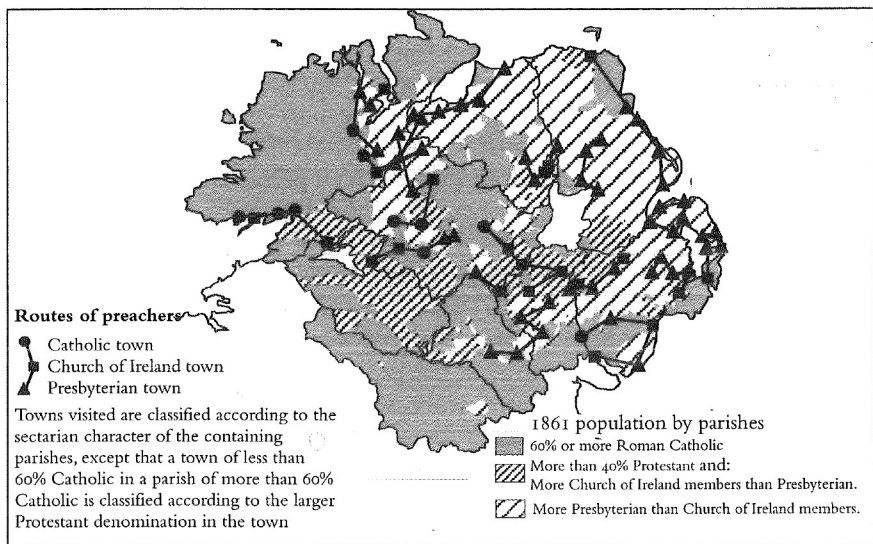 Routes of preachers
Catholic town
Church of Ireland town
Presbyterian town
Towns visited are classified according to the
sectarian character of the containing
parishes, except that a town of less than
60% Catholic in a parish of more than 60%
Catholic is classified according to the larger
Protestant denomination in the town
1861 population by parishes
60% or more Roman Catholic
More than 40% Protestant and:
More Church of Ireland members than Presbyterian.
More Presbyterian than Church of Ireland members.